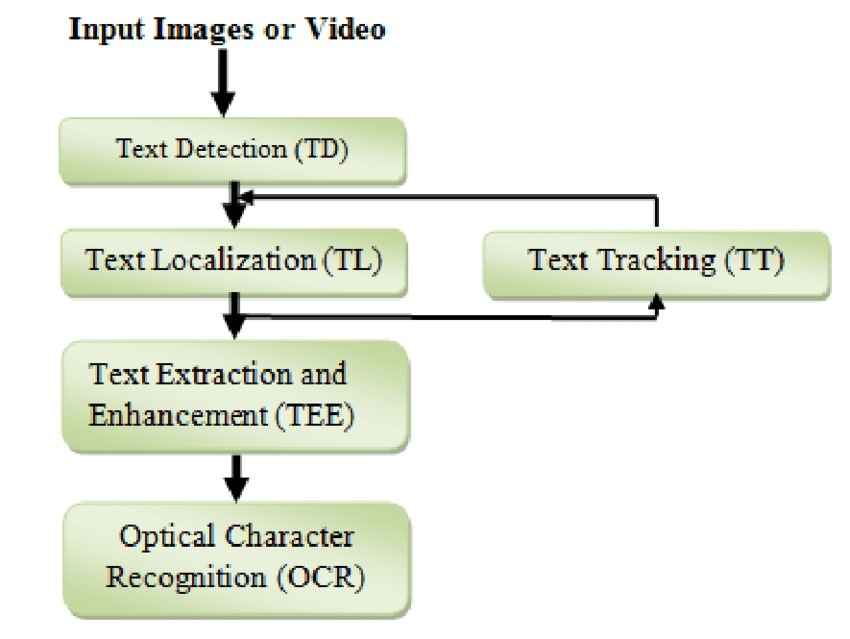 Input Images or Video
Text Detection (TD)
Text Localization (TL)
Text Tracking (TT)
Text Extraction and
Enhancement (TEE)
Optical Character
Recognition (OCR)